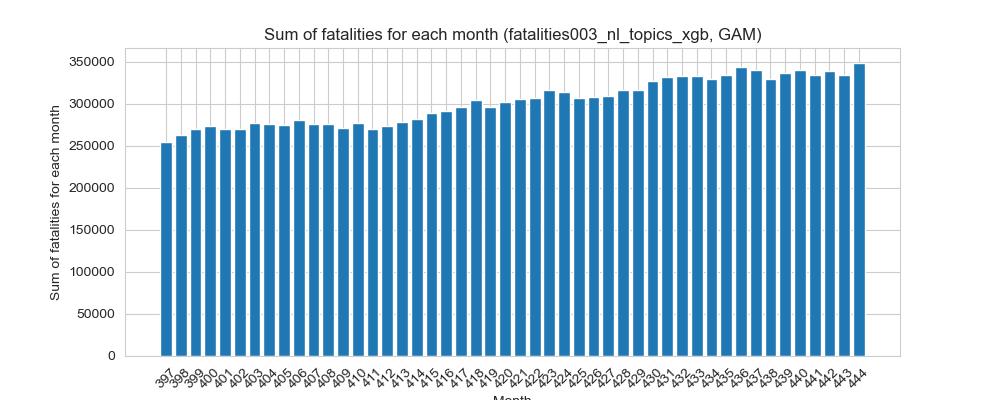 Sum of fatalities for each month (fatalities003_nl_topics_xgb, GAM)
Sum of fatalities for each month
350000
300000
250000
200000
150000
100000
50000
0
397 398 399 400 401 402 403 404 405 406 407 408 409 410 411 412 413 414 415 416 417 418 419 420 421 422 423 424 425 426 427 428 429 430 431 432 433 434 435 436 437 438 439 440 441 442 443 444
Month